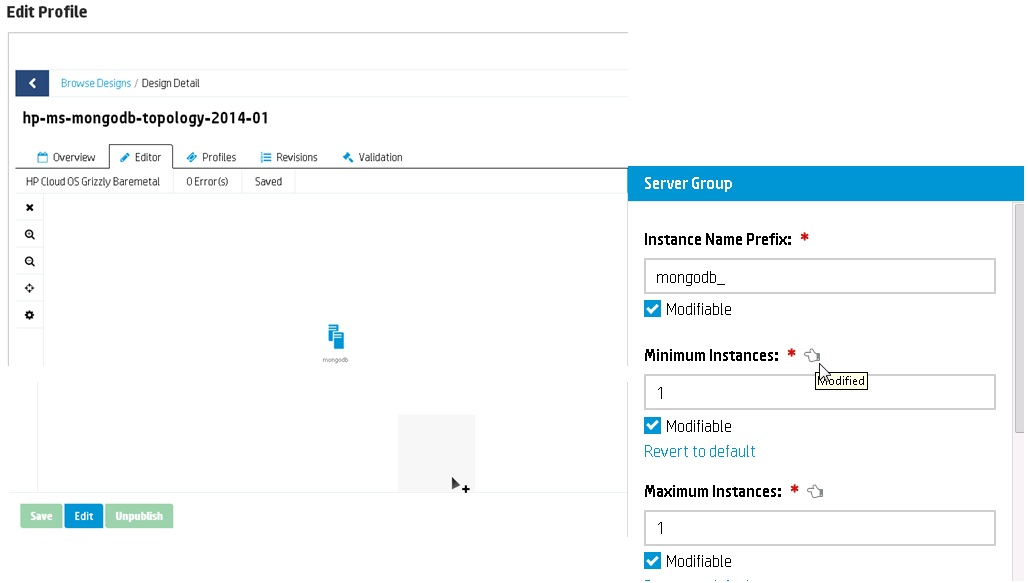 Edit Profile
Browse Designs / Design Detail
hp-ms-mongodb-topology-2014-01
Overview Editor Profiles Revisions Validation
HP Cloud OS Grizzly Baremetal 0 Error(s) Saved
mongodb
Save Edit Unpublish
Server Group
Instance Name Prefix: *
mongodb_
Modifiable
Minimum Instances: *
Modified
1
Modifiable
Revert to default
Maximum Instances: *
1
Modifiable